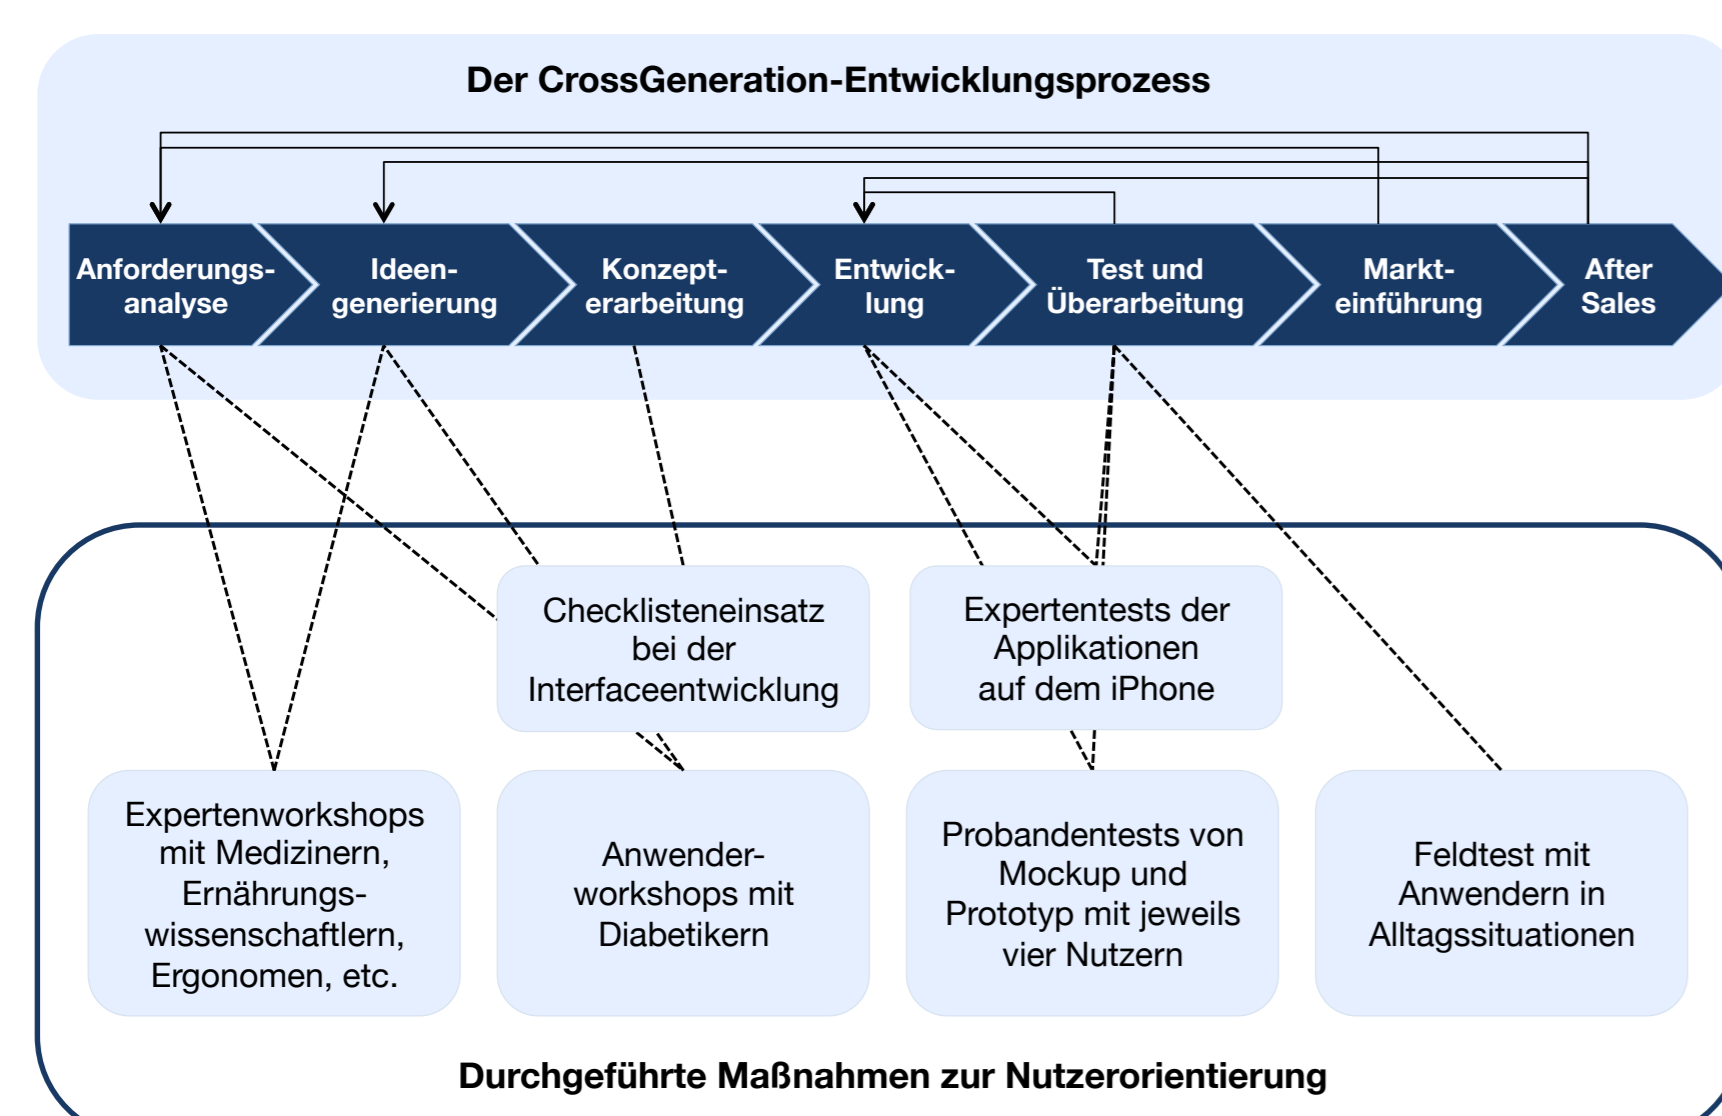 Der CrossGeneration-Entwicklungsprozess
Anforderungs-
analyse
Ideen-
generierung
Konzept-
erarbeitung
Entwick-
lung
Test und
Überarbeitung
Markt-
einführung
After
Sales
Checklisteneinsatz
bei der
Interfaceentwicklung
Expertentests der
Applikationen
auf dem iPhone
Expertenworkshops
mit Medizinern,
Ernährungs-
wissenschaftlern,
Ergonomen, etc.
Anwender-
workshops mit
Diabetikern
Probandentests von
Mockup und
Prototyp mit jeweils
vier Nutzern
Feldtest mit
Anwendern in
Alltagssituationen
Durchgeführte Maßnahmen zur Nutzerorientierung